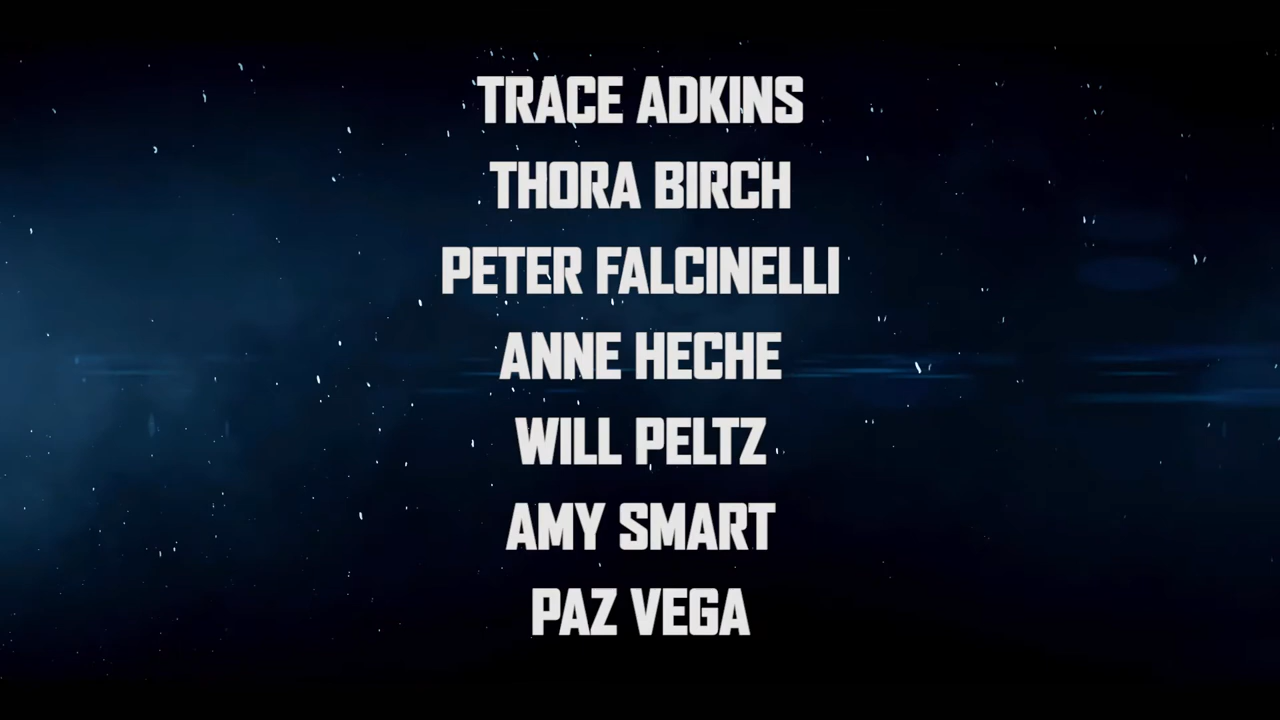 TRACE ADKINS
THORA BIRCH
PETER FALCINELLI
ANNE HECHE
WILL PELTZ
AMY SMART
PAZ VEGA